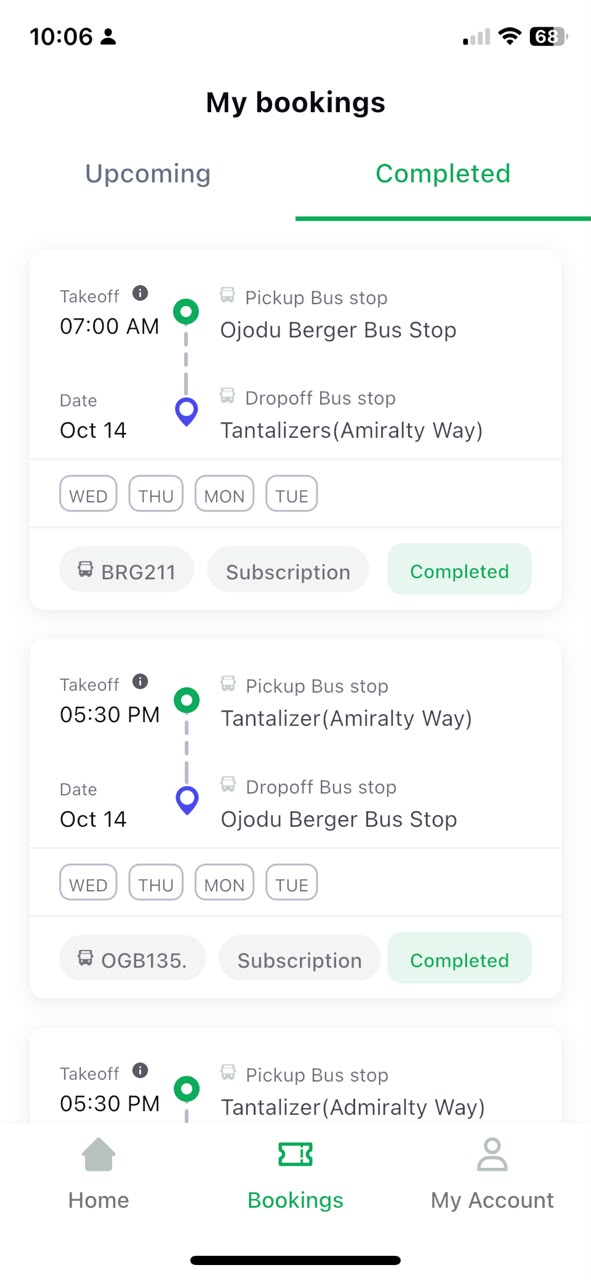 10:06
68
My bookings
Upcoming Completed
Takeoff
07:00 AM
Pickup Bus stop
Ojodu Berger Bus Stop
Date
Oct 14
Dropoff Bus stop
Tantalizers(Amiralty Way)
WED THU MON TUE
BRG211 Subscription Completed
Takeoff
05:30 PM
Pickup Bus stop
Tantalizer(Amiralty Way)
Date
Oct 14
Dropoff Bus stop
Ojodu Berger Bus Stop
WED THU MON TUE
OGB135. Subscription Completed
Takeoff
05:30 PM
Pickup Bus stop
Tantalizer(Admiralty Way)
Home Bookings My Account